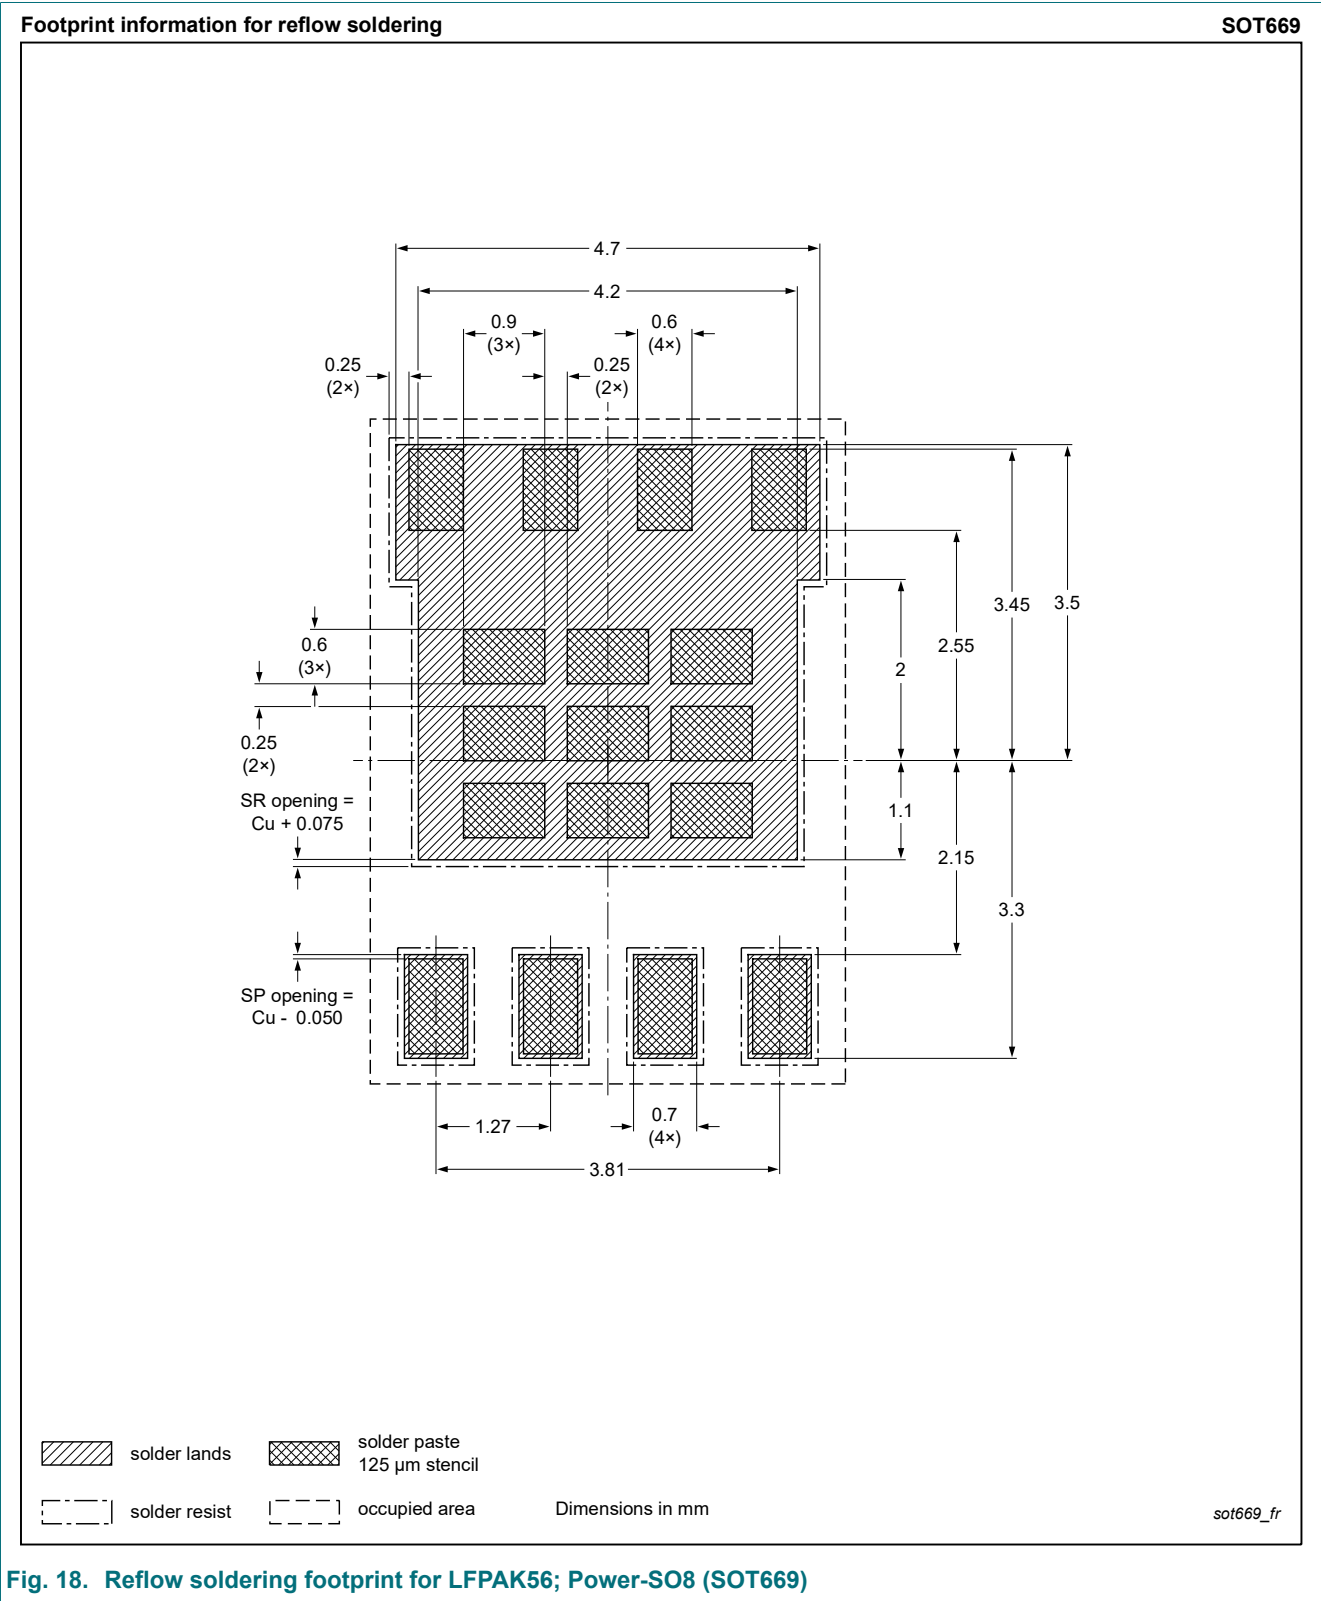 Footprint information for reflow soldering
SOT669
4.7
4.2
0.9
(3×)
0.6
(4×)
0.25
(2×)
0.25
(2×)
3.45
3.5
2.55
2
0.6
(3×)
0.25
(2×)
SR opening =
Cu + 0.075
1.1
2.15
3.3
SP opening =
Cu - 0.050
1.27
0.7
(4×)
3.81
solder lands
solder paste
125 µm stencil
solder resist
occupied area
Dimensions in mm
sot669_fr
Fig. 18. Reflow soldering footprint for LFPAK56; Power-SO8 (SOT669)